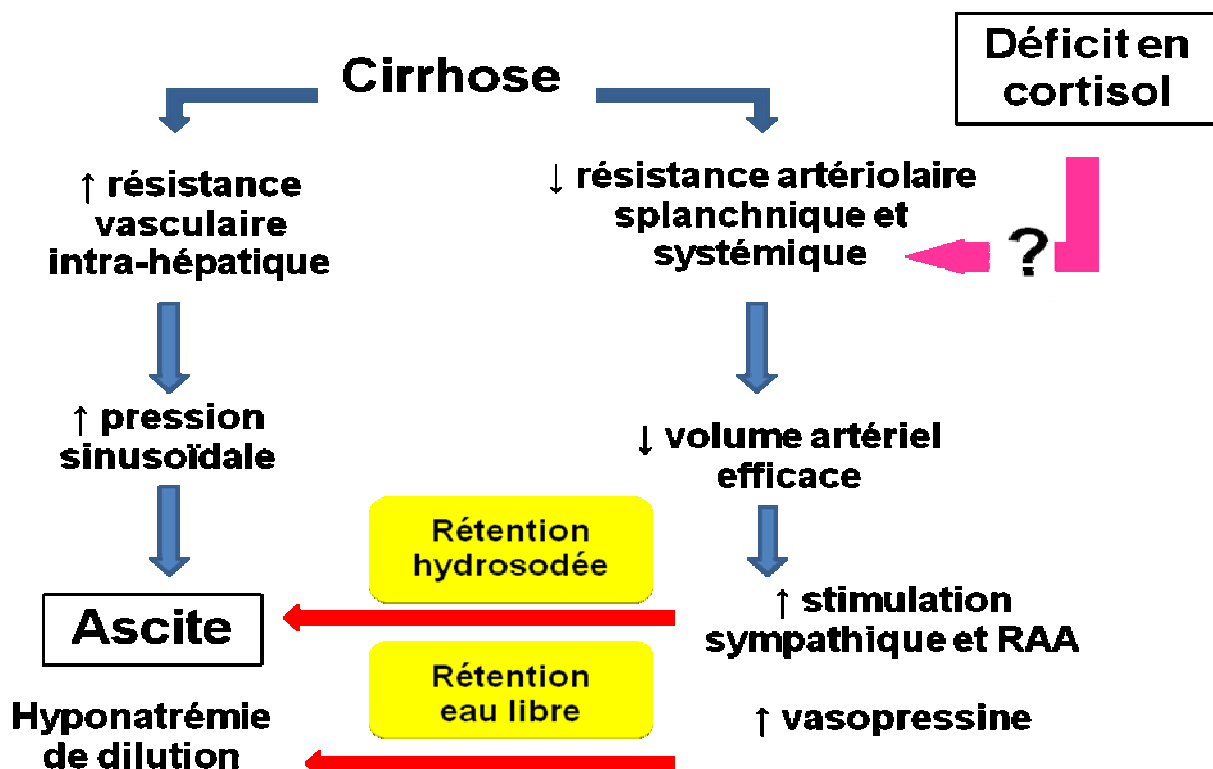 Cirrhose
Déficit en
cortisol
↑ résistance
vasculaire
intra-hépatique
↓ résistance artériolaire
splanchnique et
systémique
?
↑ pression
sinusoïdale
↓ volume artériel
efficace
Rétention
hydrosodée
Ascite
↑ stimulation
sympathique et RAA
Rétention
eau libre
Hyponatrémie
de dilution
↑ vasopressine